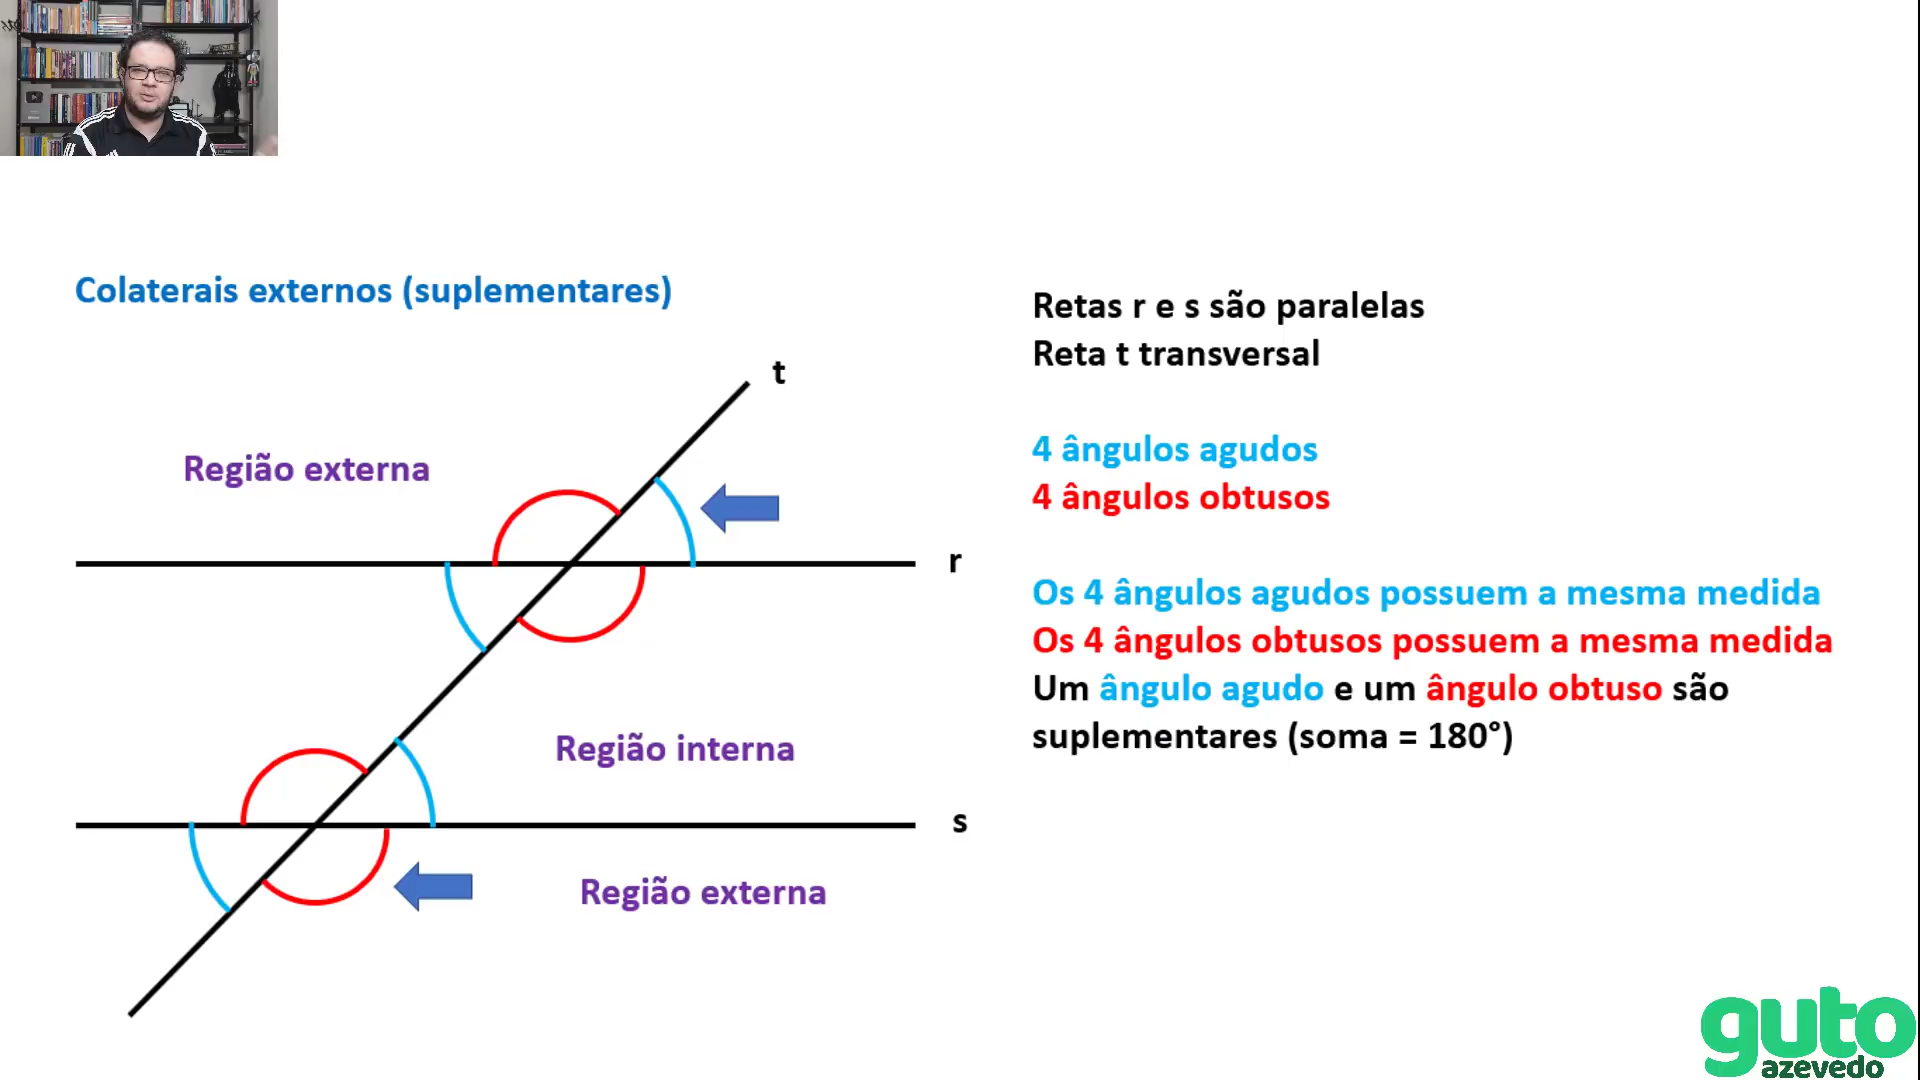 Colaterais externos (suplementares)
t
Região externa
r
Região interna
s
Região externa
Retas r e s são paralelas
Reta t transversal
4 ângulos agudos
4 ângulos obtusos
Os 4 ângulos agudos possuem a mesma medida
Os 4 ângulos obtusos possuem a mesma medida
Um ângulo agudo e um ângulo obtuso são
suplementares (soma = 180°)
guto
azevedo